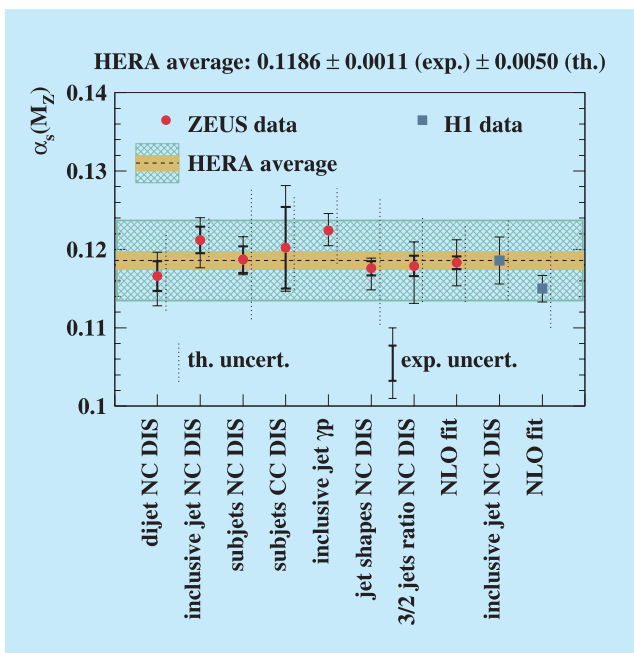 HERA average: 0.1186 ± 0.0011 (exp.) ± 0.0050 (th.)
αs(MZ)
0.14
0.13
0.12
0.11
0.1
ZEUS data
H1 data
HERA average
th. uncert.
exp. uncert.
dijet NC DIS
inclusive jet NC DIS
subjets NC DIS
subjets CC DIS
inclusive jet γp
jet shapes NC DIS
3/2 jets ratio NC DIS
NLO fit
inclusive jet NC DIS
NLO fit